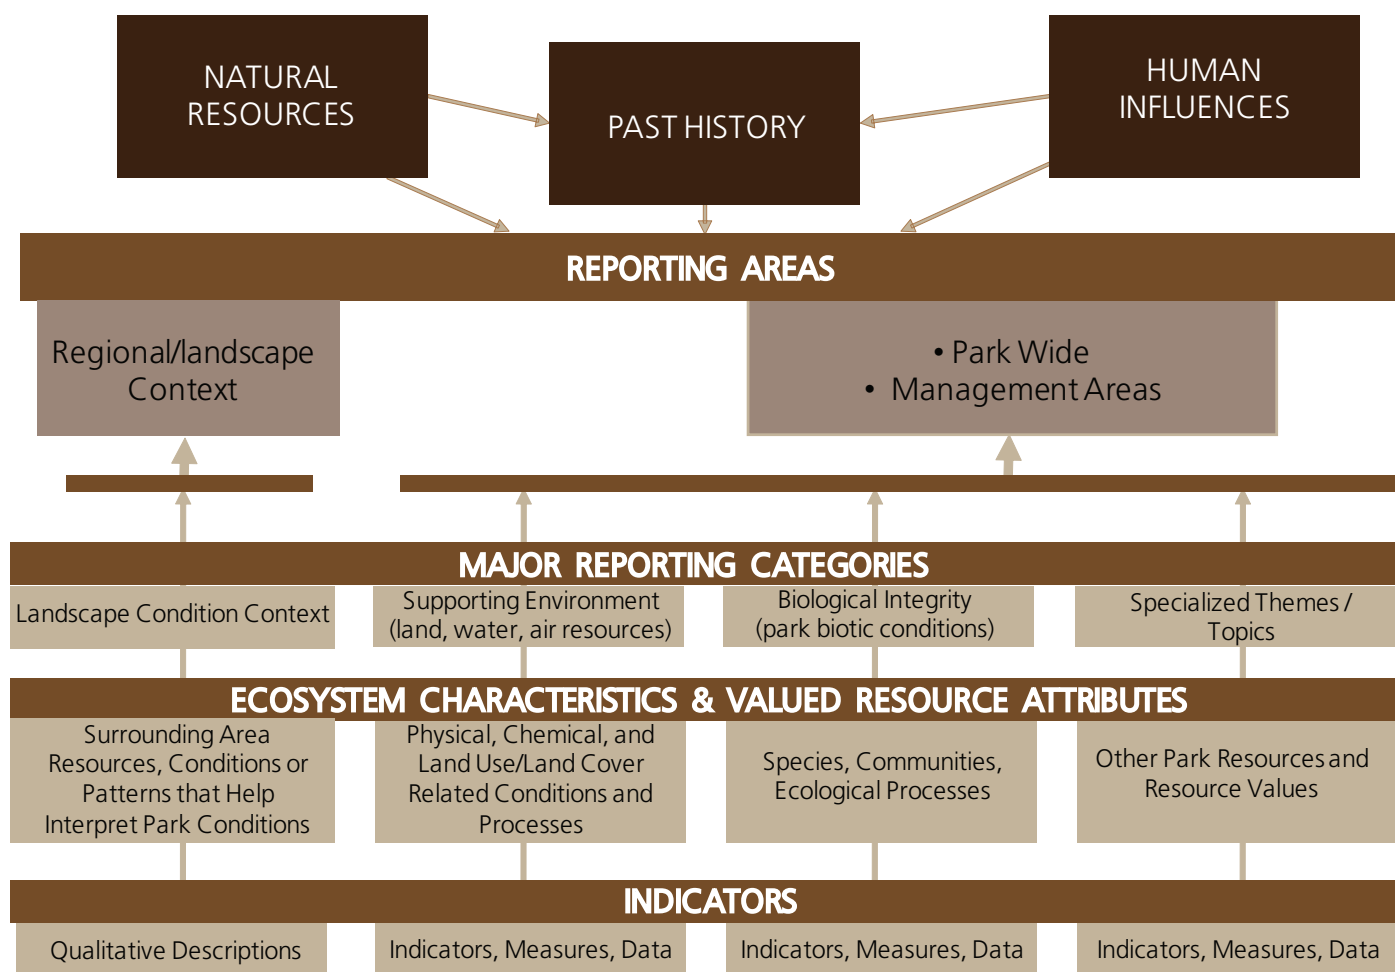 NATURAL
RESOURCES
PAST HISTORY
HUMAN
INFLUENCES
REPORTING AREAS
Regional/landscape
Context
• Park Wide
• Management Areas
MAJOR REPORTING CATEGORIES
Landscape Condition Context
Supporting Environment
(land, water, air resources)
Biological Integrity
(park biotic conditions)
Specialized Themes /
Topics
ECOSYSTEM CHARACTERISTICS & VALUED RESOURCE ATTRIBUTES
Surrounding Area
Resources, Conditions or
Patterns that Help
Interpret Park Conditions
Physical, Chemical, and
Land Use/Land Cover
Related Conditions and
Processes
Species, Communities,
Ecological Processes
Other Park Resources and
Resource Values
INDICATORS
Qualitative Descriptions
Indicators, Measures, Data
Indicators, Measures, Data
Indicators, Measures, Data